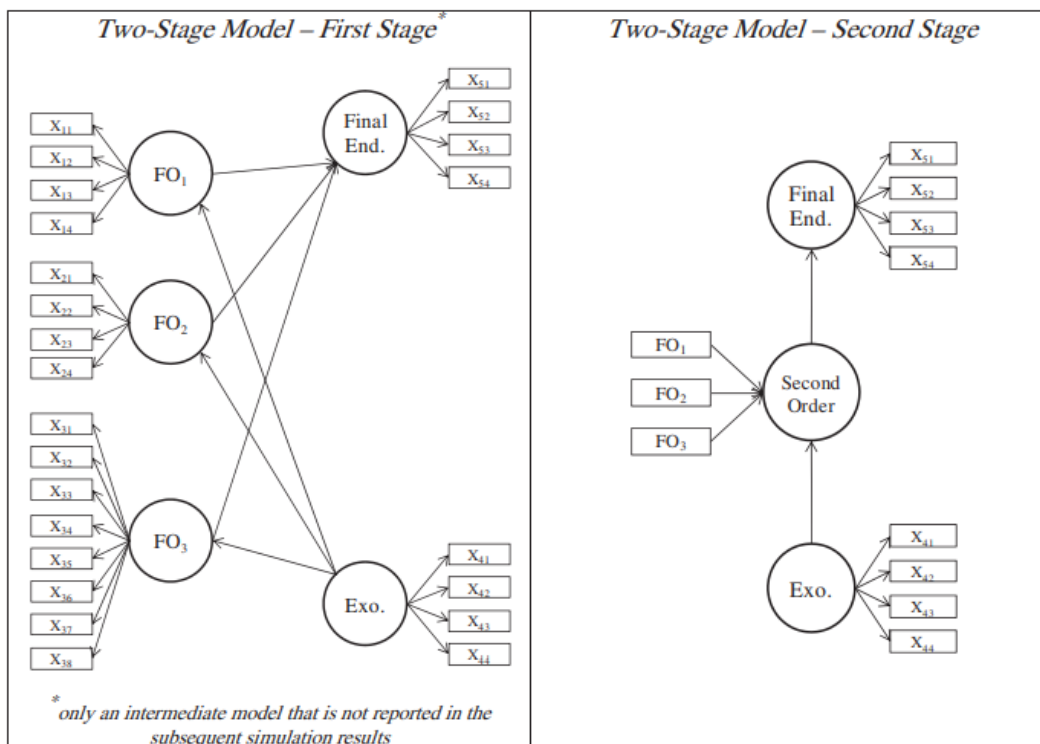 Two-Stage Model – First Stage*
X11
X12
X13
X14
FO1
X21
X22
X23
X24
FO2
X31
X32
X33
X34
X35
X36
X37
X38
FO3
Final
End.
X51
X52
X53
X54
Exo.
X41
X42
X43
X44
*only an intermediate model that is not reported in the
subsequent simulation results
Two-Stage Model – Second Stage
Final
End.
X51
X52
X53
X54
FO1
FO2
FO3
Second
Order
Exo.
X41
X42
X43
X44